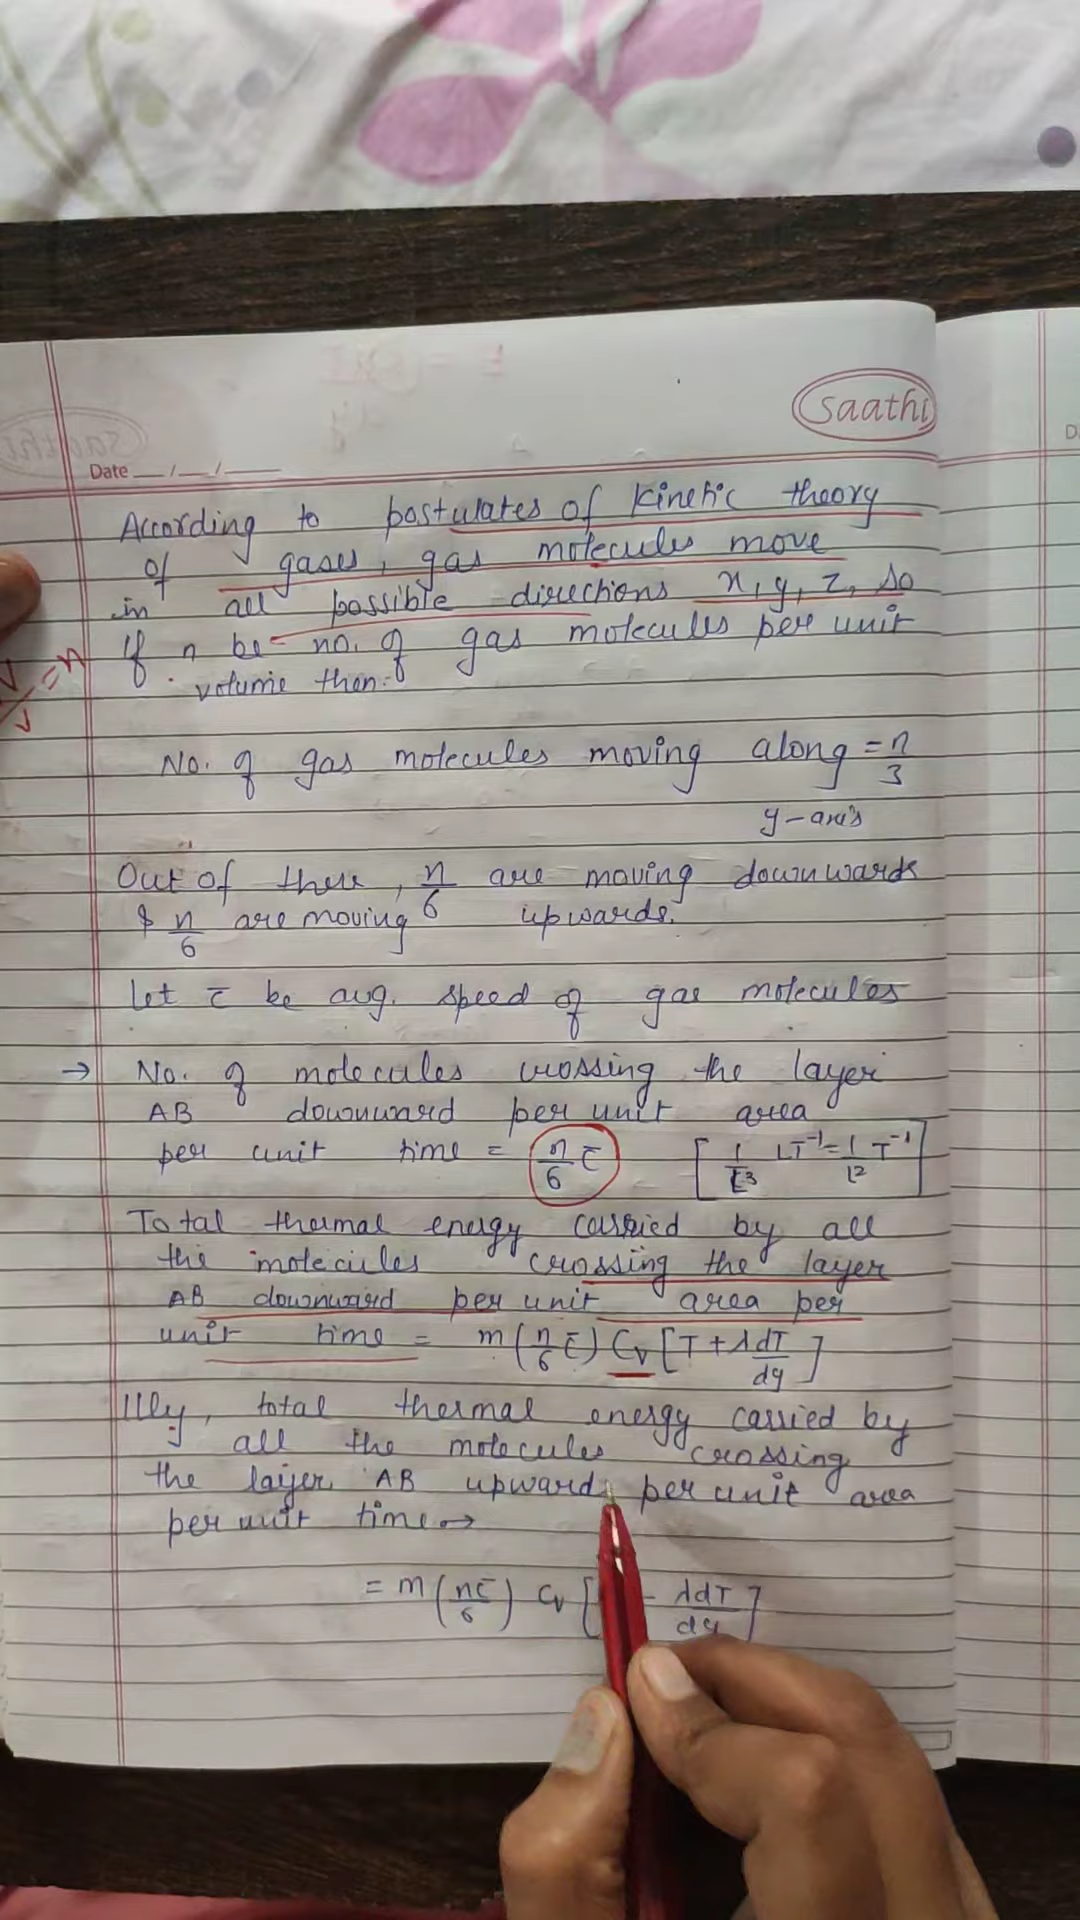 saathi
Date __/__/____
According to postulates of kinetic theory
of gases, gas molecules move
in all possible directions x, y, z, so
if n be no. of gas molecules per unit
volume then
= n
No. of gas molecules moving along = n/3
y-axis
Out of these, n/6 are moving downwards
& n/6 are moving upwards.
Let c̄ be avg. speed of gas molecules
→ No. of molecules crossing the layer
AB downward per unit area
per unit time = n/6 c̄ [1/L³ LT⁻¹ = 1/L² T⁻¹]
Total thermal energy carried by all
the molecules crossing the layer
AB downward per unit area per
unit time = m(n/6 c̄) Cv [T + λdT/dy]
Illy, total thermal energy carried by
all the molecules crossing
the layer AB upwards per unit area
per unit time →
= m(nc̄/6) Cv [ - λdT/dy]